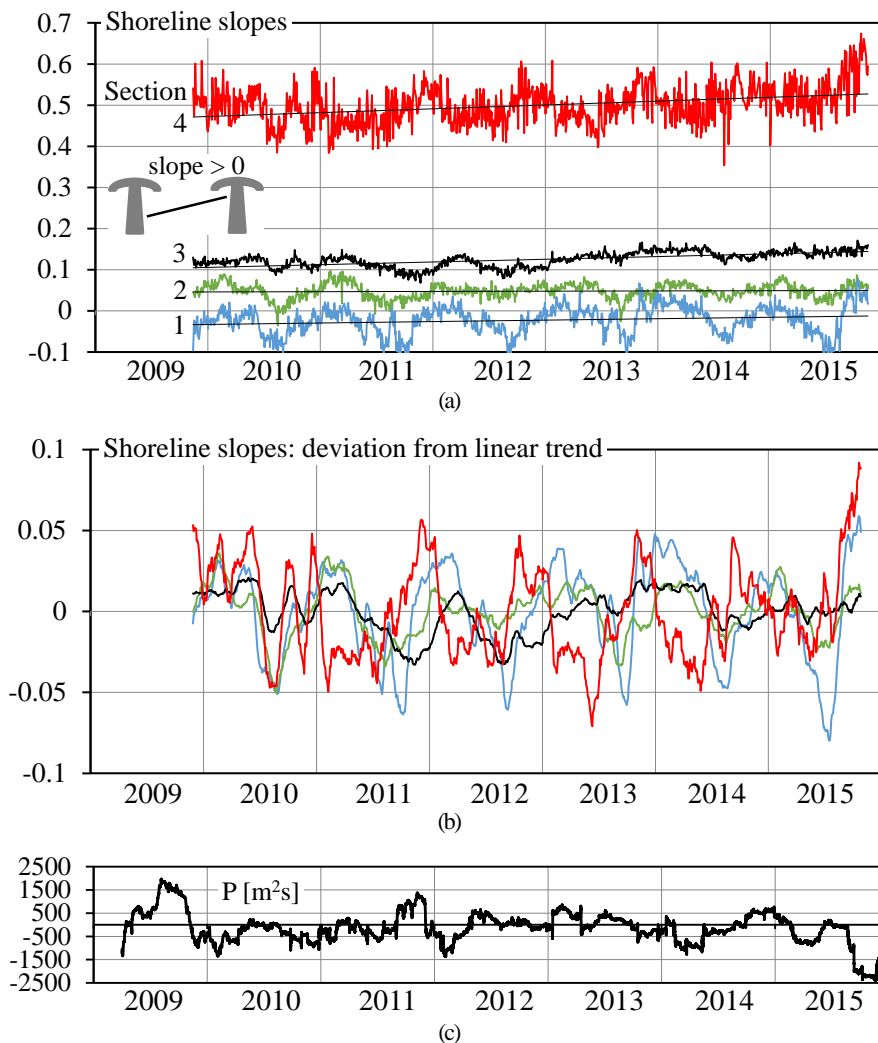 Shoreline slopes
0.7
0.6
0.5
0.4
0.3
0.2
0.1
0
-0.1
Section
4
slope > 0
3
2
1
2009 2010 2011 2012 2013 2014 2015
(a)
Shoreline slopes: deviation from linear trend
0.1
0.05
0
-0.05
-0.1
2009 2010 2011 2012 2013 2014 2015
(b)
P [m²s]
2500
1500
500
-500
-1500
-2500
2009 2010 2011 2012 2013 2014 2015
(c)